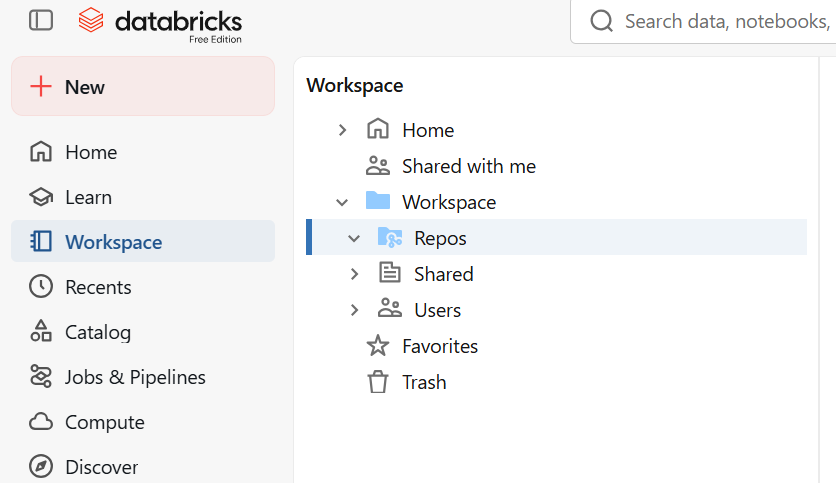 databricks
Free Edition
Search data, notebooks,
New
Home
Learn
Workspace
Recents
Catalog
Jobs & Pipelines
Compute
Discover
Workspace
Home
Shared with me
Workspace
Repos
Shared
Users
Favorites
Trash